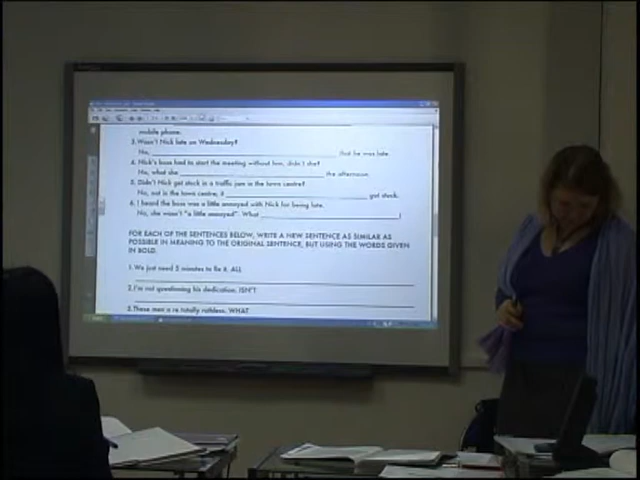 mobile phone.
3. Wasn't Nick late on Wednesday?
No, ______ that he was late.
4. Nick's boss had to start the meeting without him, didn't she?
No, what she ______ the afternoon.
5. Didn't Nick get stuck in a traffic jam in the town centre?
No, not in the town centre, it ______ got stuck.
6. I heard the boss was a little annoyed with Nick for being late.
No, she wasn't "a little annoyed". What ______!
FOR EACH OF THE SENTENCES BELOW, WRITE A NEW SENTENCE AS SIMILAR AS
POSSIBLE IN MEANING TO THE ORIGINAL SENTENCE, BUT USING THE WORDS GIVEN
IN BOLD.
1. We just need 5 minutes to fix it. ALL
2. I'm not questioning his dedication. ISN'T
3. These men are totally ruthless. WHAT